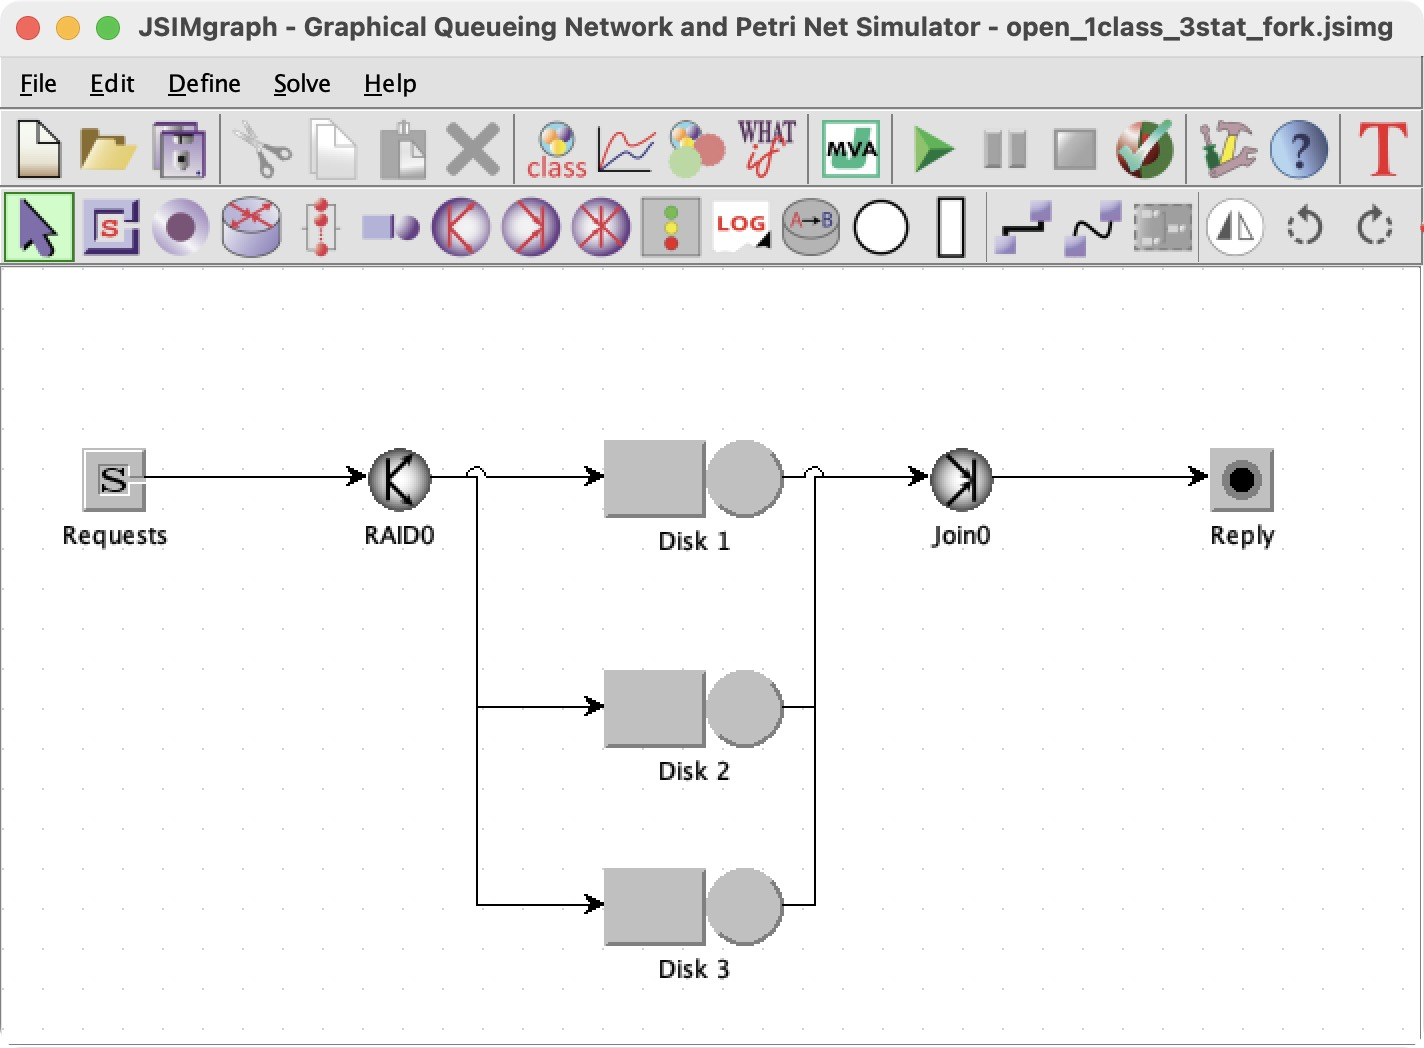 JSIMgraph - Graphical Queueing Network and Petri Net Simulator - open_1class_3stat_fork.jsimg
File Edit Define Solve Help
class WHAT if MVA ? T
S LOG A→B
S
Requests RAID0 Disk 1 Join0 Reply
Disk 2
Disk 3